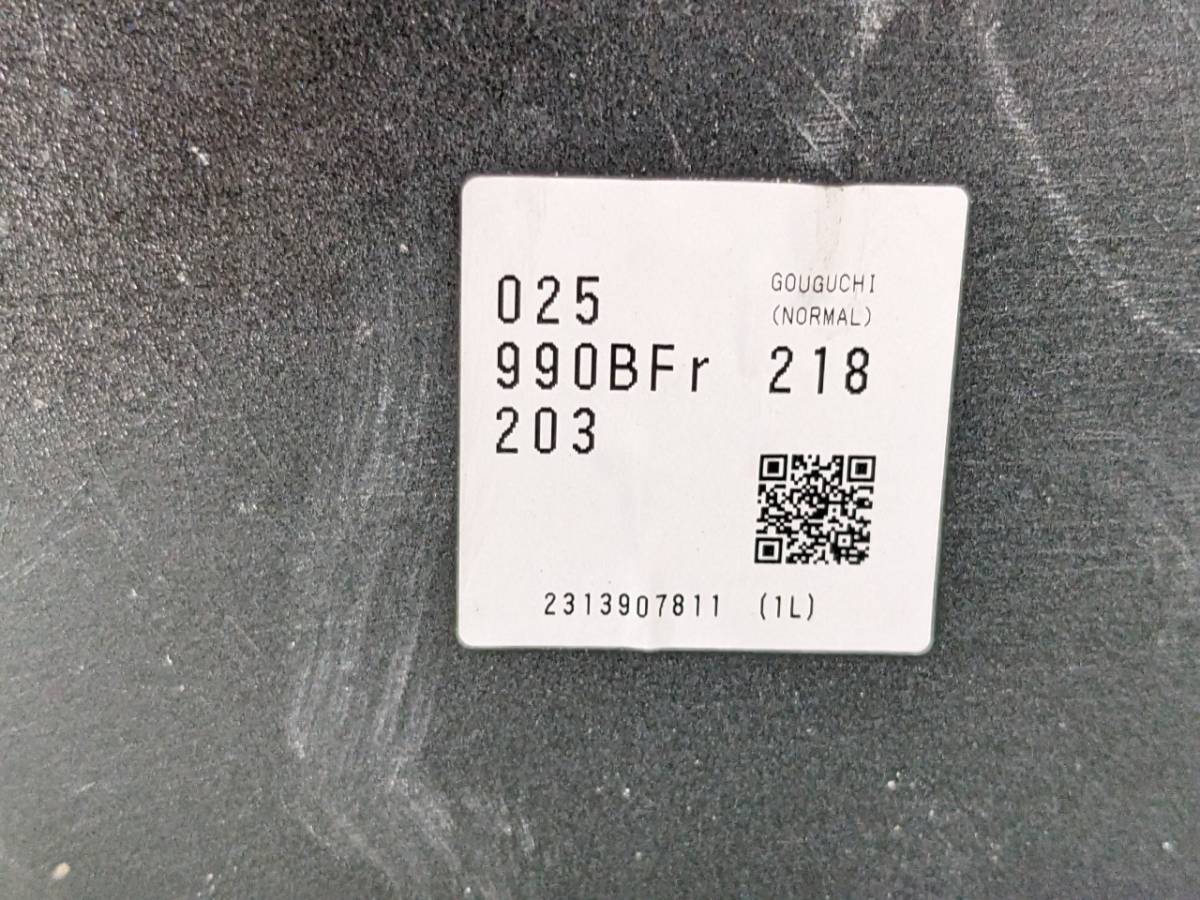 025
990BFr
203
GOUGUCHI
(NORMAL)
218
2313907811 (1L)